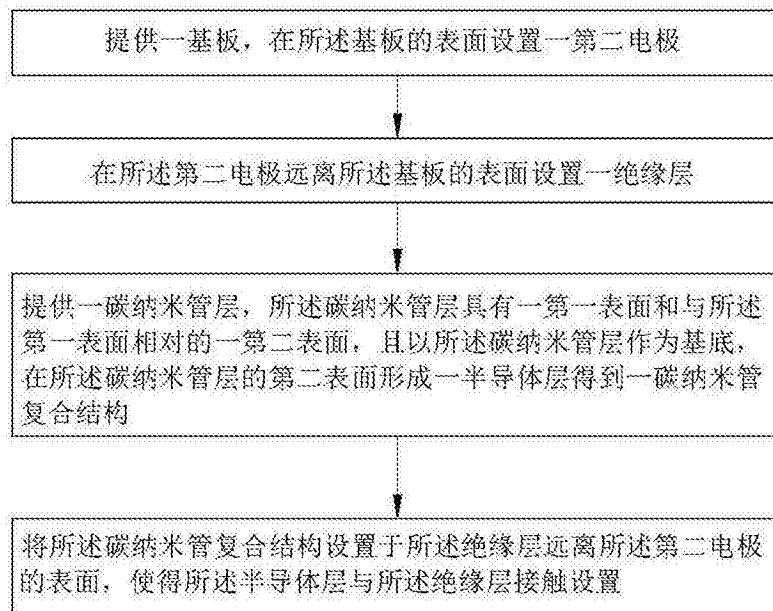 提供一基板，在所述基板的表面设置一第二电极
在所述第二电极远离所述基板的表面设置一绝缘层
提供一碳纳米管层，所述碳纳米管层具有一第一表面和与所述
第一表面相对的一第二表面，且以所述碳纳米管层作为基底，
在所述碳纳米管层的第二表面形成一半导体层得到一碳纳米管
复合结构
将所述碳纳米管复合结构设置于所述绝缘层远离所述第二电极
的表面，使得所述半导体层与所述绝缘层接触设置